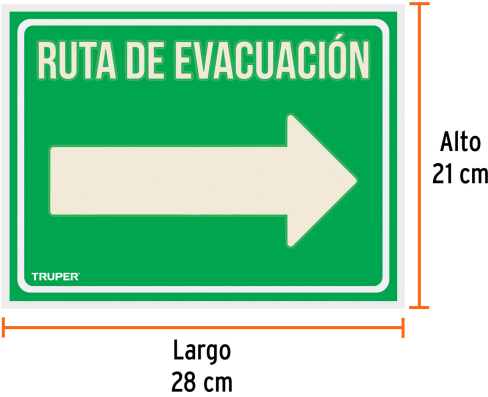 RUTA DE EVACUACIÓN
TRUPER
Alto
21 cm
Largo
28 cm